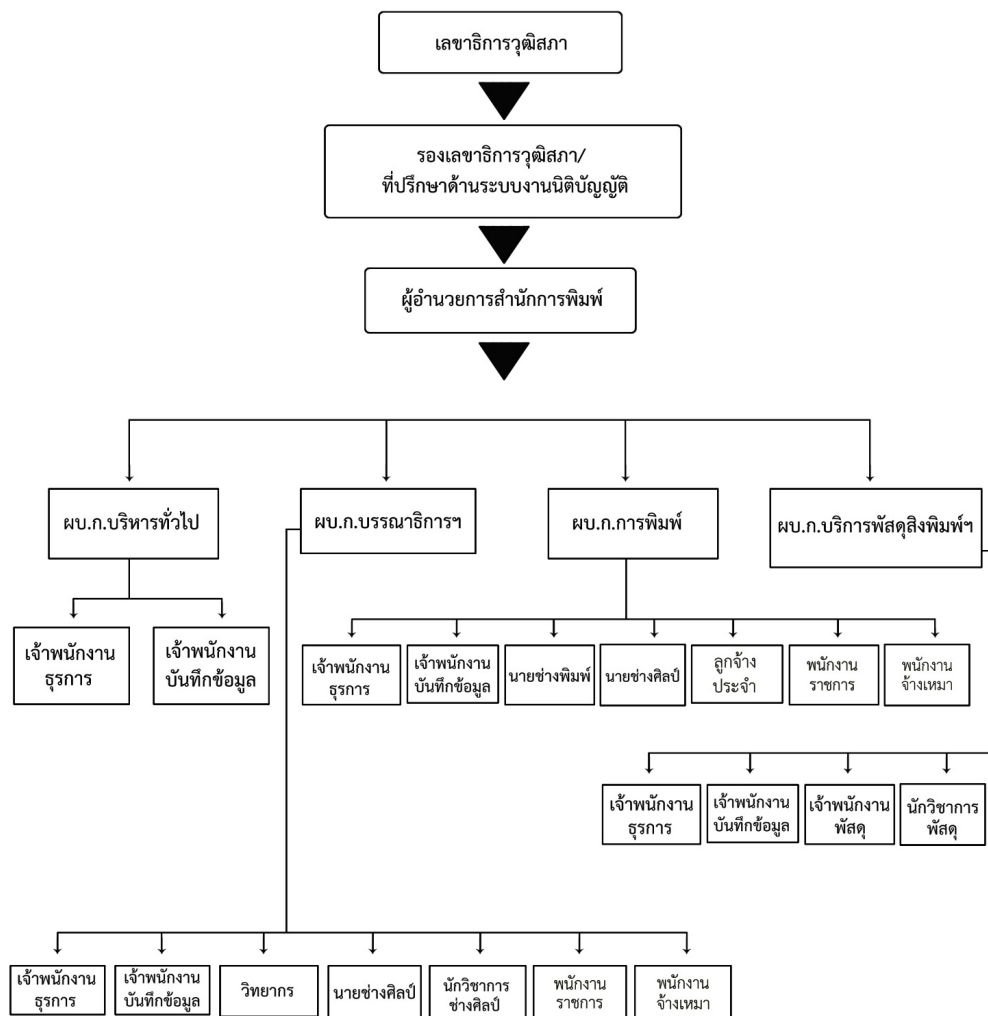 เลขาธิการวุฒิสภา
รองเลขาธิการวุฒิสภา/
ที่ปรึกษาด้านระบบงานนิติบัญญัติ
ผู้อำนวยการสำนักการพิมพ์
ผบ.ก.บริหารทั่วไป
ผบ.ก.บรรณาธิการฯ
ผบ.ก.การพิมพ์
ผบ.ก.บริการพัสดุสิ่งพิมพ์ฯ
เจ้าพนักงาน
ธุรการ
เจ้าพนักงาน
บันทึกข้อมูล
เจ้าพนักงาน
ธุรการ
เจ้าพนักงาน
บันทึกข้อมูล
นายช่างพิมพ์
นายช่างศิลป์
ลูกจ้าง
ประจำ
พนักงาน
ราชการ
พนักงาน
จ้างเหมา
เจ้าพนักงาน
ธุรการ
เจ้าพนักงาน
บันทึกข้อมูล
เจ้าพนักงาน
พัสดุ
นักวิชาการ
พัสดุ
เจ้าพนักงาน
ธุรการ
เจ้าพนักงาน
บันทึกข้อมูล
วิทยากร
นายช่างศิลป์
นักวิชาการ
ช่างศิลป์
พนักงาน
ราชการ
พนักงาน
จ้างเหมา